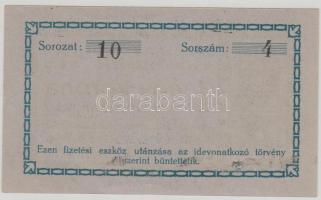 Sorozat: 10 Sorszám: 4
darabanth
Ezen fizetési eszköz utánzása az idevonatkozó törvény
szerint büntettetik.